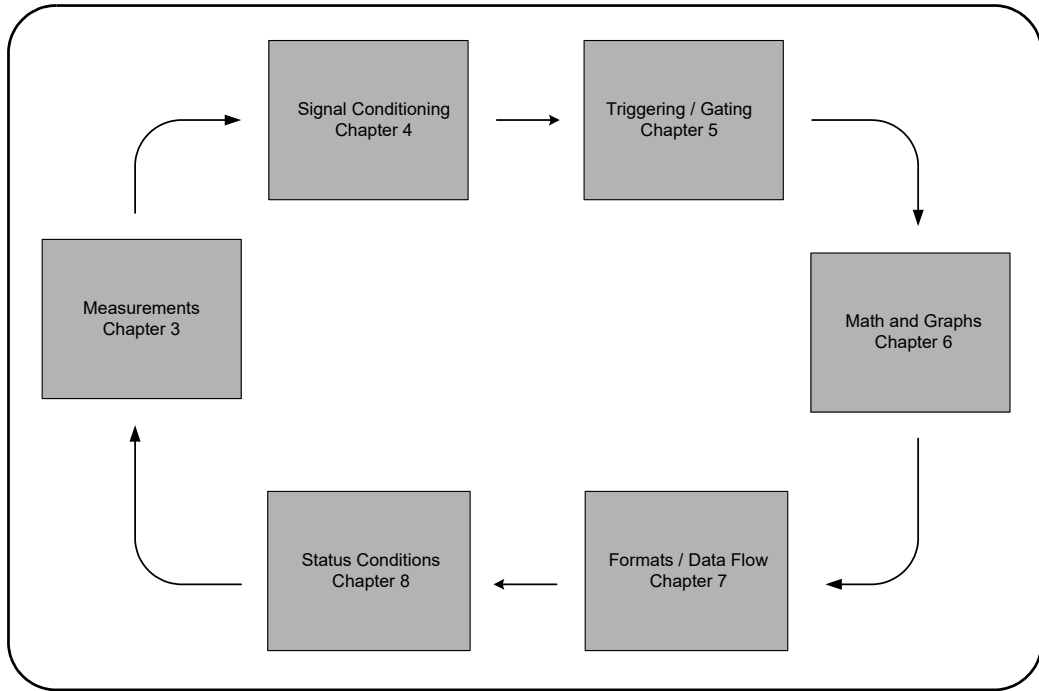 Signal Conditioning
Chapter 4
Triggering / Gating
Chapter 5
Measurements
Chapter 3
Math and Graphs
Chapter 6
Status Conditions
Chapter 8
Formats / Data Flow
Chapter 7